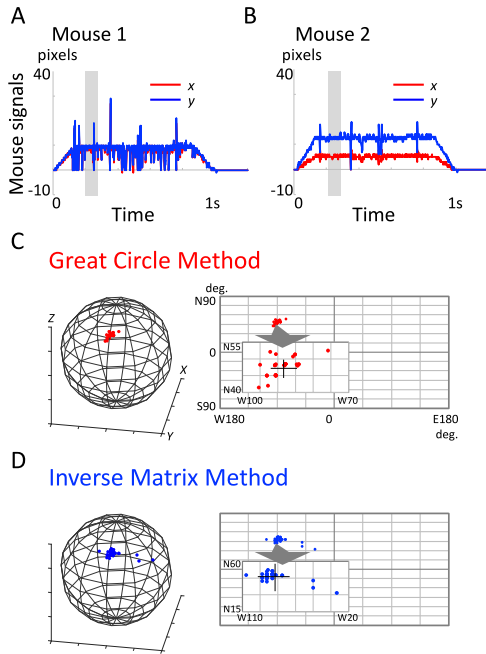 A
Mouse 1
B
Mouse 2
pixels
pixels
40
40
x
x
y
y
Mouse signals
-10
-10
0
Time
1s
0
Time
1s
C
Great Circle Method
deg.
N90
Z
N55
0
X
N40
S90
W100
W70
W180
0
E180
Y
deg.
D
Inverse Matrix Method
N60
N15
W110
W20